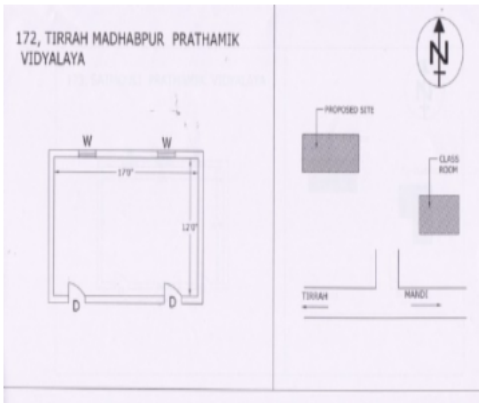 172, TIRRAH MADHABPUR PRATHAMIK
VIDYALAYA
N
W W
17'0"
12'0"
D D
PROPOSED SITE
CLASS
ROOM
TIRRAH MANDI